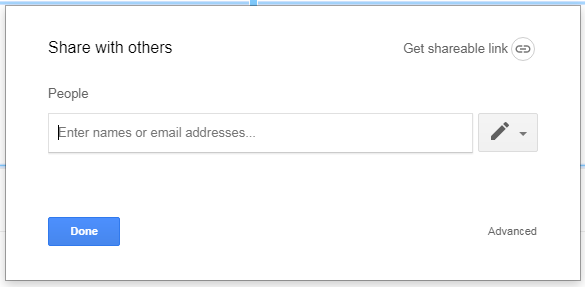 Share with others
Get shareable link
People
Enter names or email addresses...
Done
Advanced